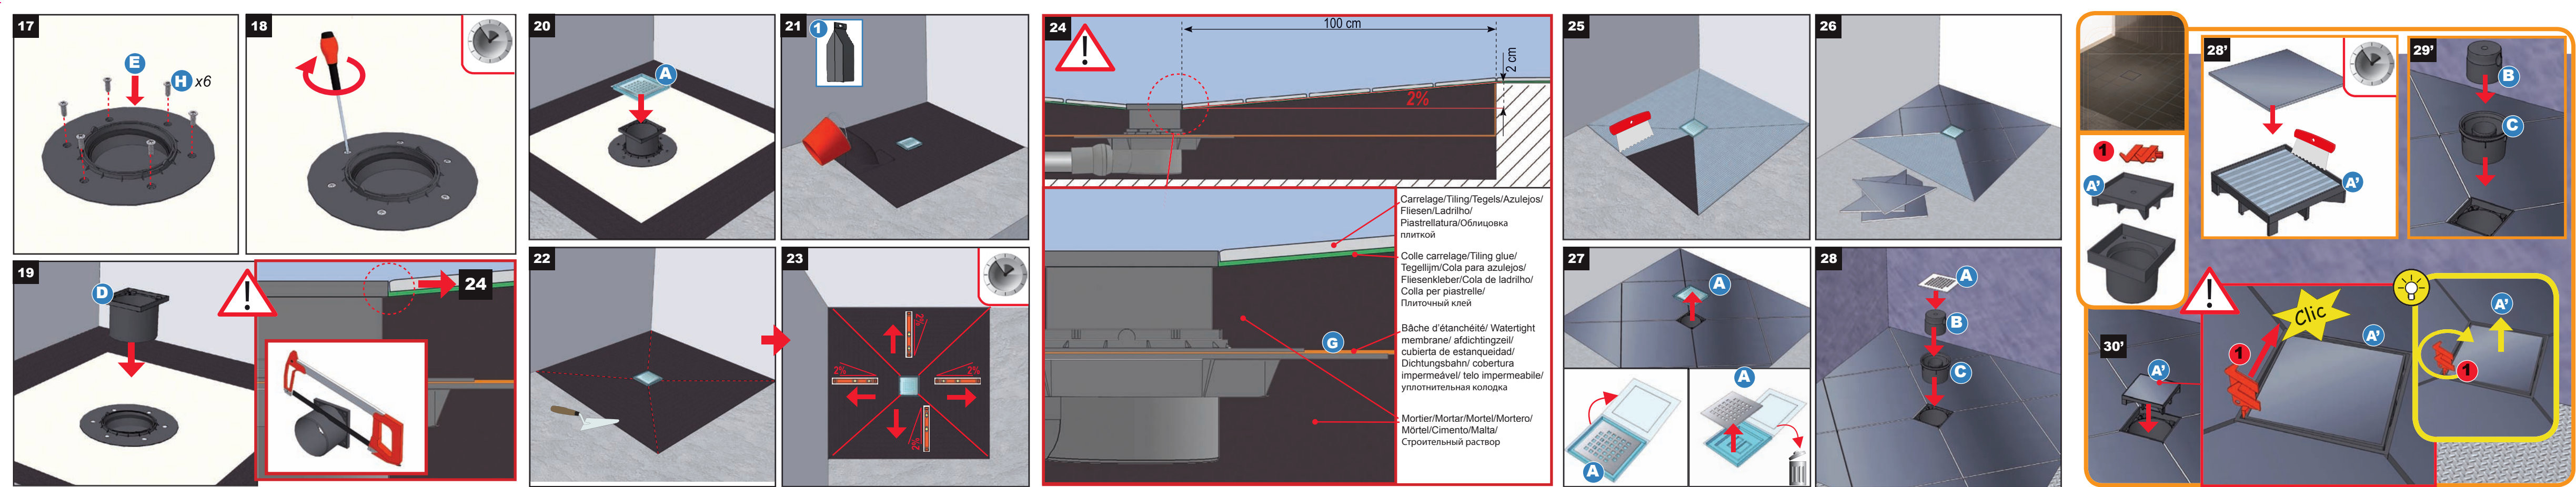 17
E
H x6
18
19
D
24
20
A
21
1
22
23
2%
2%
2%
2%
24
100 cm
2 cm
2%
Carrelage/Tiling/Tegels/Azulejos/
Fliesen/Ladrilho/
Piastrellatura/Облицовка
плиткой
Colle carrelage/Tiling glue/
Tegellijm/Cola para azulejos/
Fliesenkleber/Cola de ladrilho/
Colla per piastrelle/
Плиточный клей
G
Bâche d'étanchéité/ Watertight
membrane/ afdichtingzeil/
cubierta de estanqueidad/
Dichtungsbahn/ cobertura
impermeável/ telo impermeabile/
уплотнительная колодка
Mortier/Mortar/Mortel/Mortero/
Mörtel/Cimento/Malta/
Строительный раствор
25
26
27
A
A
A
28
A
B
C
1
A'
28'
A'
29'
B
C
30'
A'
1
Clic
A'
A'
1